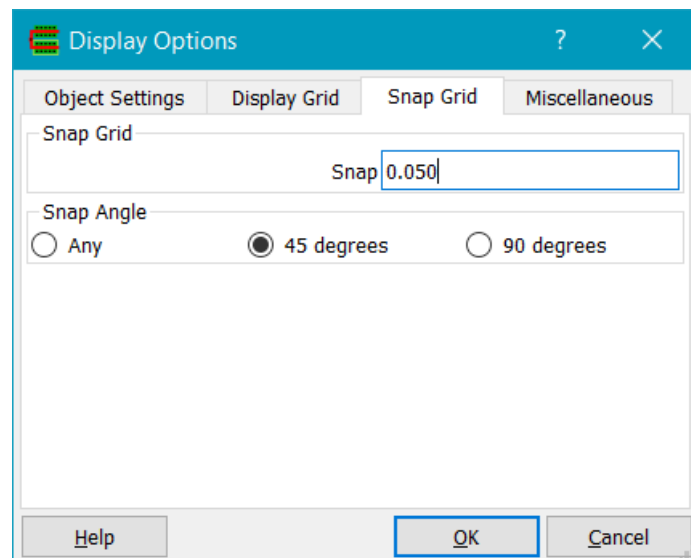 Display Options ?
Object Settings Display Grid Snap Grid Miscellaneous
Snap Grid
Snap 0.050
Snap Angle
Any 45 degrees 90 degrees
Help OK Cancel